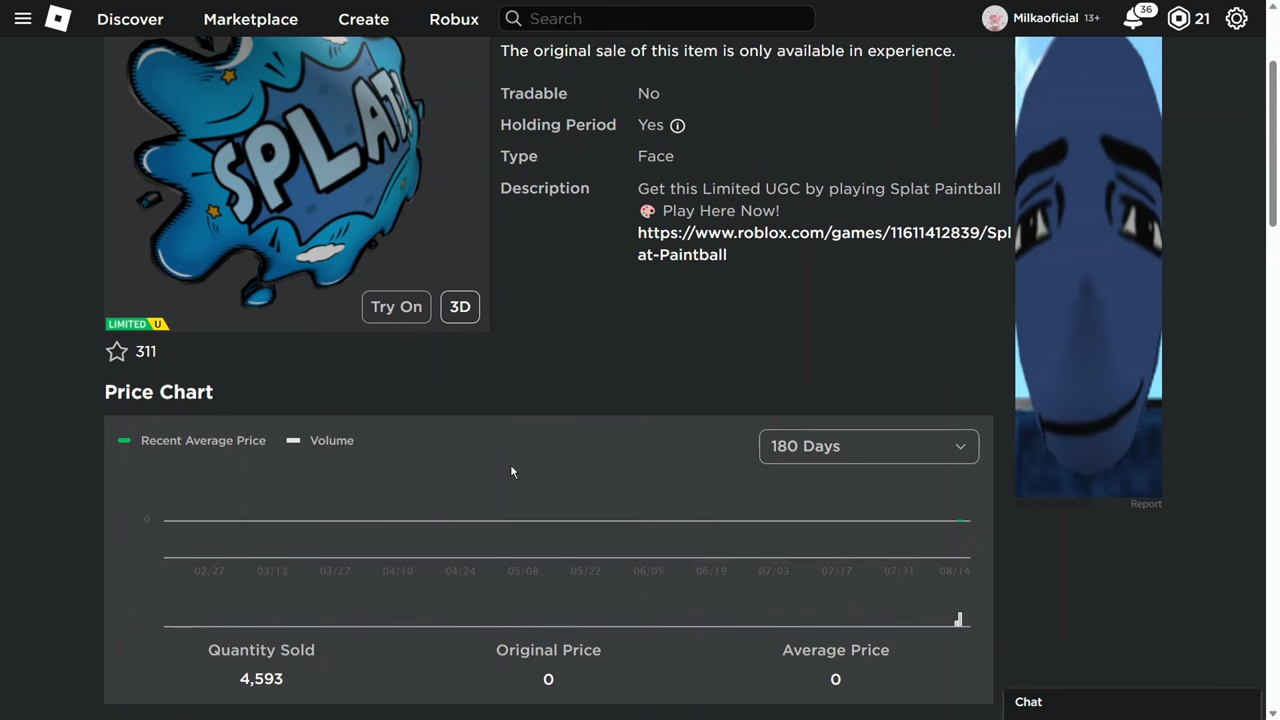 Discover Marketplace Create Robux Search Milkaoficial 13+ 36 21
The original sale of this item is only available in experience.
SPLAT!
Tradable No
Holding Period Yes
Type Face
Description Get this Limited UGC by playing Splat Paintball
Play Here Now!
https://www.roblox.com/games/11611412839/Spl
at-Paintball
Try On 3D
LIMITED U
311
Price Chart
Recent Average Price Volume 180 Days
0
02/27 03/13 03/27 04/10 04/24 05/08 05/22 06/05 06/19 07/03 07/17 07/31 08/14
Quantity Sold Original Price Average Price
4,593 0 0
ADVERTISEMENT Report
Chat